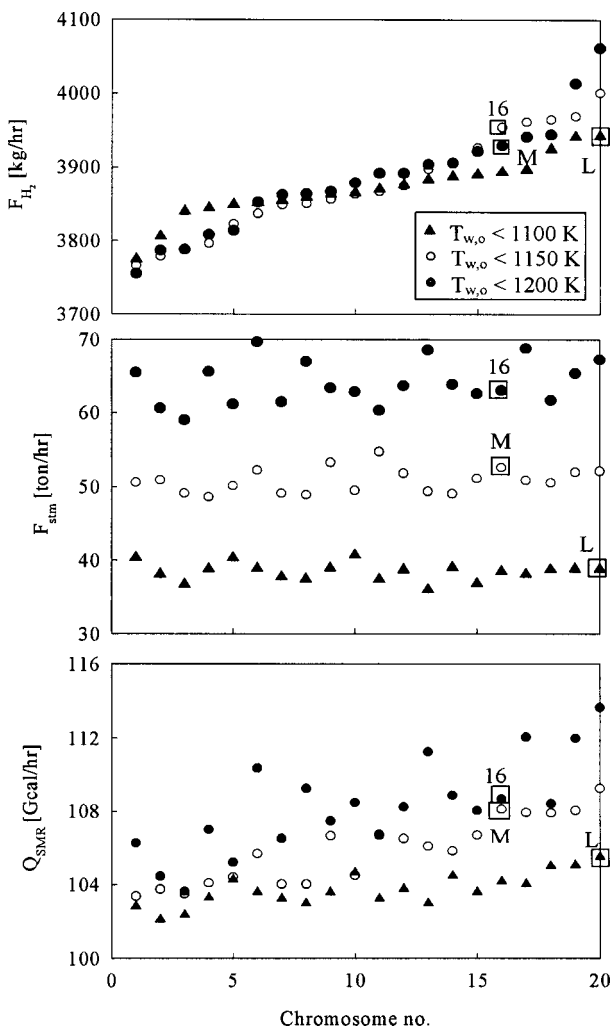 4100
4000
3900
3800
3700
F_H₂ [kg/hr]
16
M
L
T_w,o < 1100 K
T_w,o < 1150 K
T_w,o < 1200 K
70
60
50
40
30
F_stm [ton/hr]
16
M
L
116
112
108
104
100
Q_SMR [Gcal/hr]
16
M
L
0 5 10 15 20
Chromosome no.